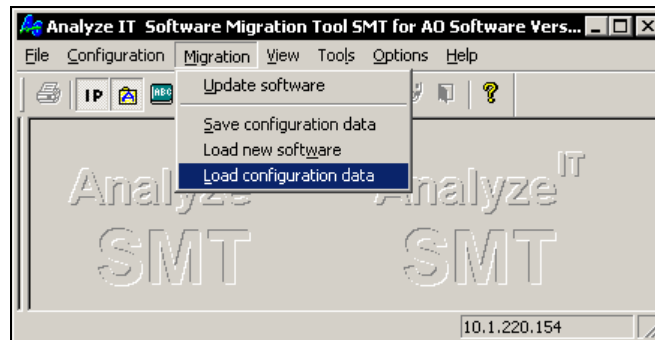 Analyze IT Software Migration Tool SMT for AO Software Vers...
File Configuration Migration View Tools Options Help
IP A ABC ?
Update software
Save configuration data
Load new software
Load configuration data
Analyze Analyze IT
SMT SMT
10.1.220.154